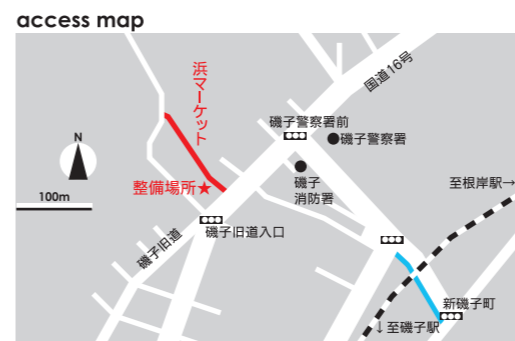 access map
国道16号
浜マーケット
磯子警察署前
●磯子警察署
N
整備場所★
磯子
消防署
至根岸駅→
100m
磯子旧道
磯子旧道入口
新磯子町
↓至磯子駅